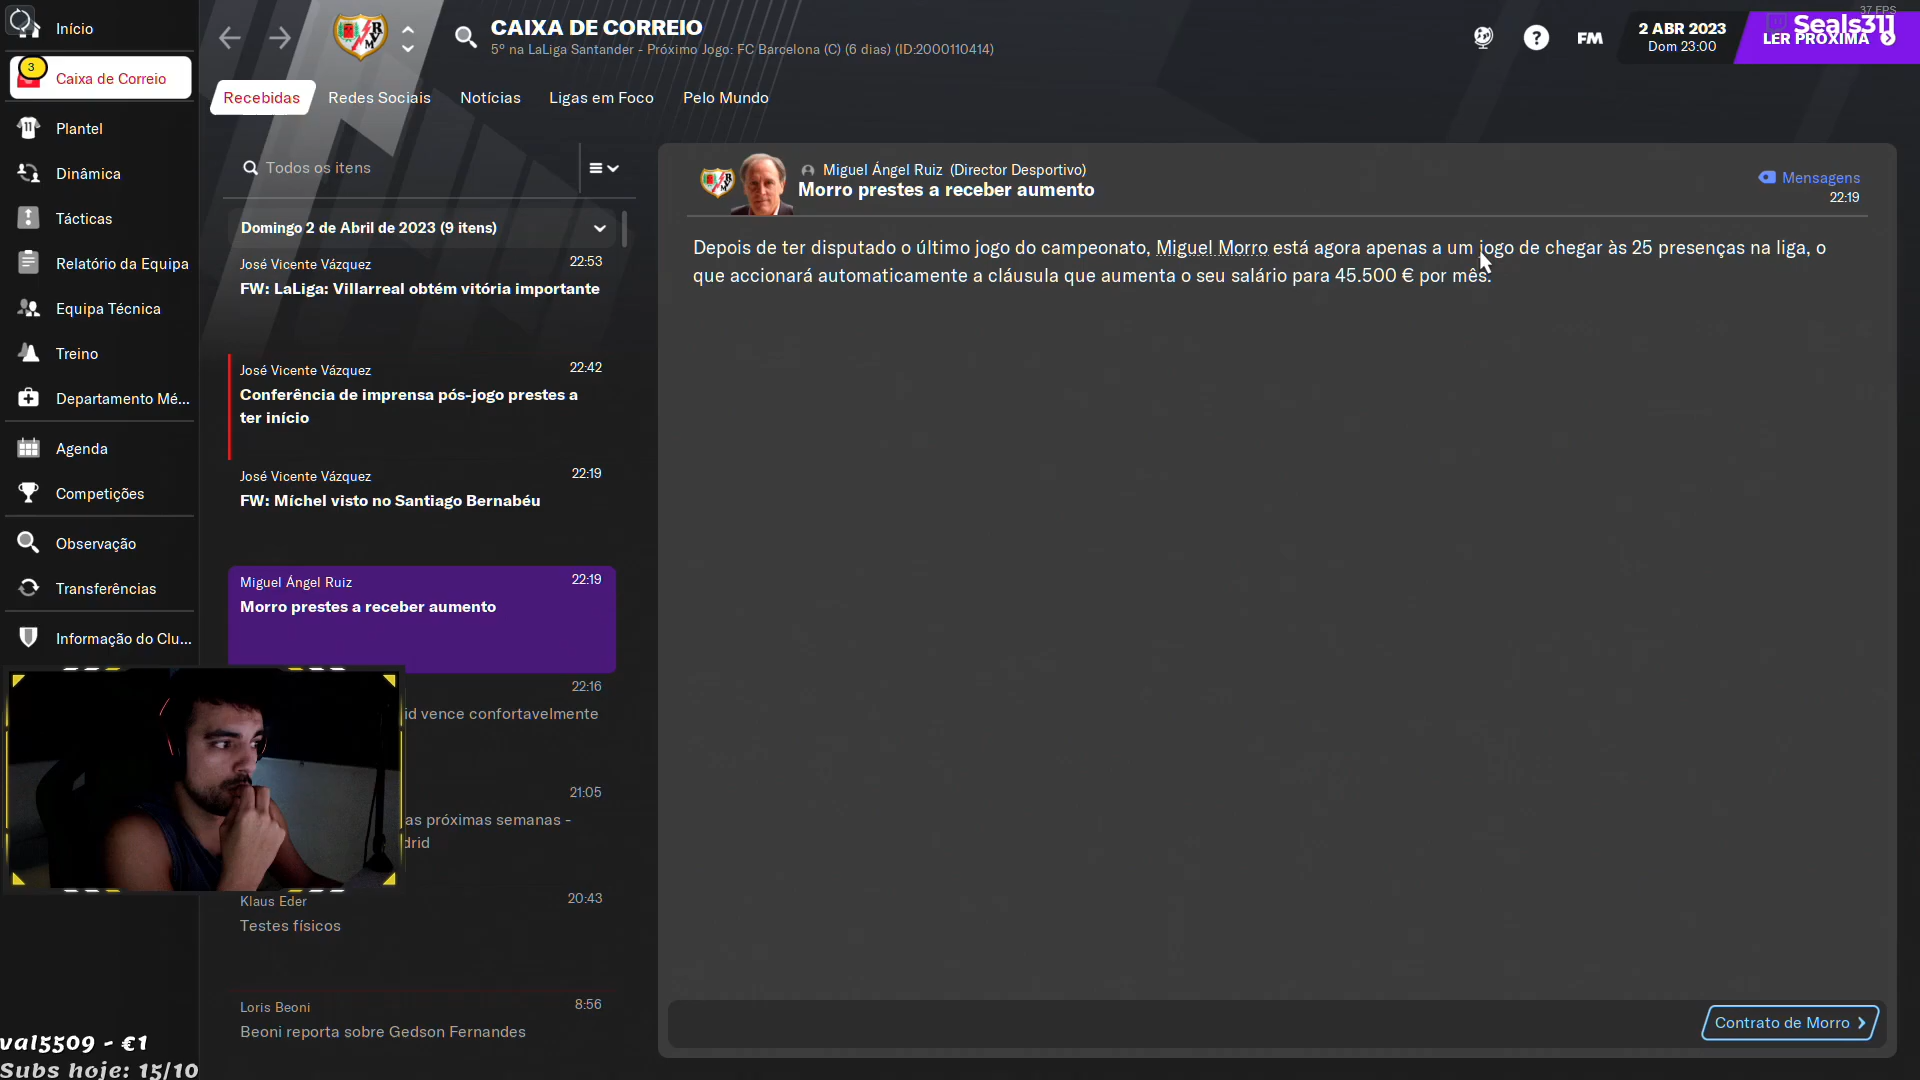 Início
3
Caixa de Correio
Plantel
Dinâmica
Tácticas
Relatório da Equipa
Equipa Técnica
Treino
Departamento Mé...
Agenda
Competições
Observação
Transferências
Informação do Clu...
CAIXA DE CORREIO
5º na LaLiga Santander - Próximo Jogo: FC Barcelona (C) (6 dias) (ID:2000110414)
FM
2 ABR 2023
Dom 23:00
37 FPS
Seals311
LER PRÓXIMA
Recebidas
Redes Sociais
Notícias
Ligas em Foco
Pelo Mundo
Todos os itens
Domingo 2 de Abril de 2023 (9 itens)
José Vicente Vázquez
22:53
FW: LaLiga: Villarreal obtém vitória importante
José Vicente Vázquez
22:42
Conferência de imprensa pós-jogo prestes a
ter início
José Vicente Vázquez
22:19
FW: Míchel visto no Santiago Bernabéu
Miguel Ángel Ruiz
22:19
Morro prestes a receber aumento
22:16
id vence confortavelmente
21:05
as próximas semanas -
drid
Klaus Eder
20:43
Testes físicos
Loris Beoni
8:56
Beoni reporta sobre Gedson Fernandes
Miguel Ángel Ruiz (Director Desportivo)
Morro prestes a receber aumento
Mensagens
22:19
Depois de ter disputado o último jogo do campeonato, Miguel Morro está agora apenas a um jogo de chegar às 25 presenças na liga, o
que accionará automaticamente a cláusula que aumenta o seu salário para 45.500 € por mês.
Contrato de Morro
val5509 - €1
Subs hoje: 15/10